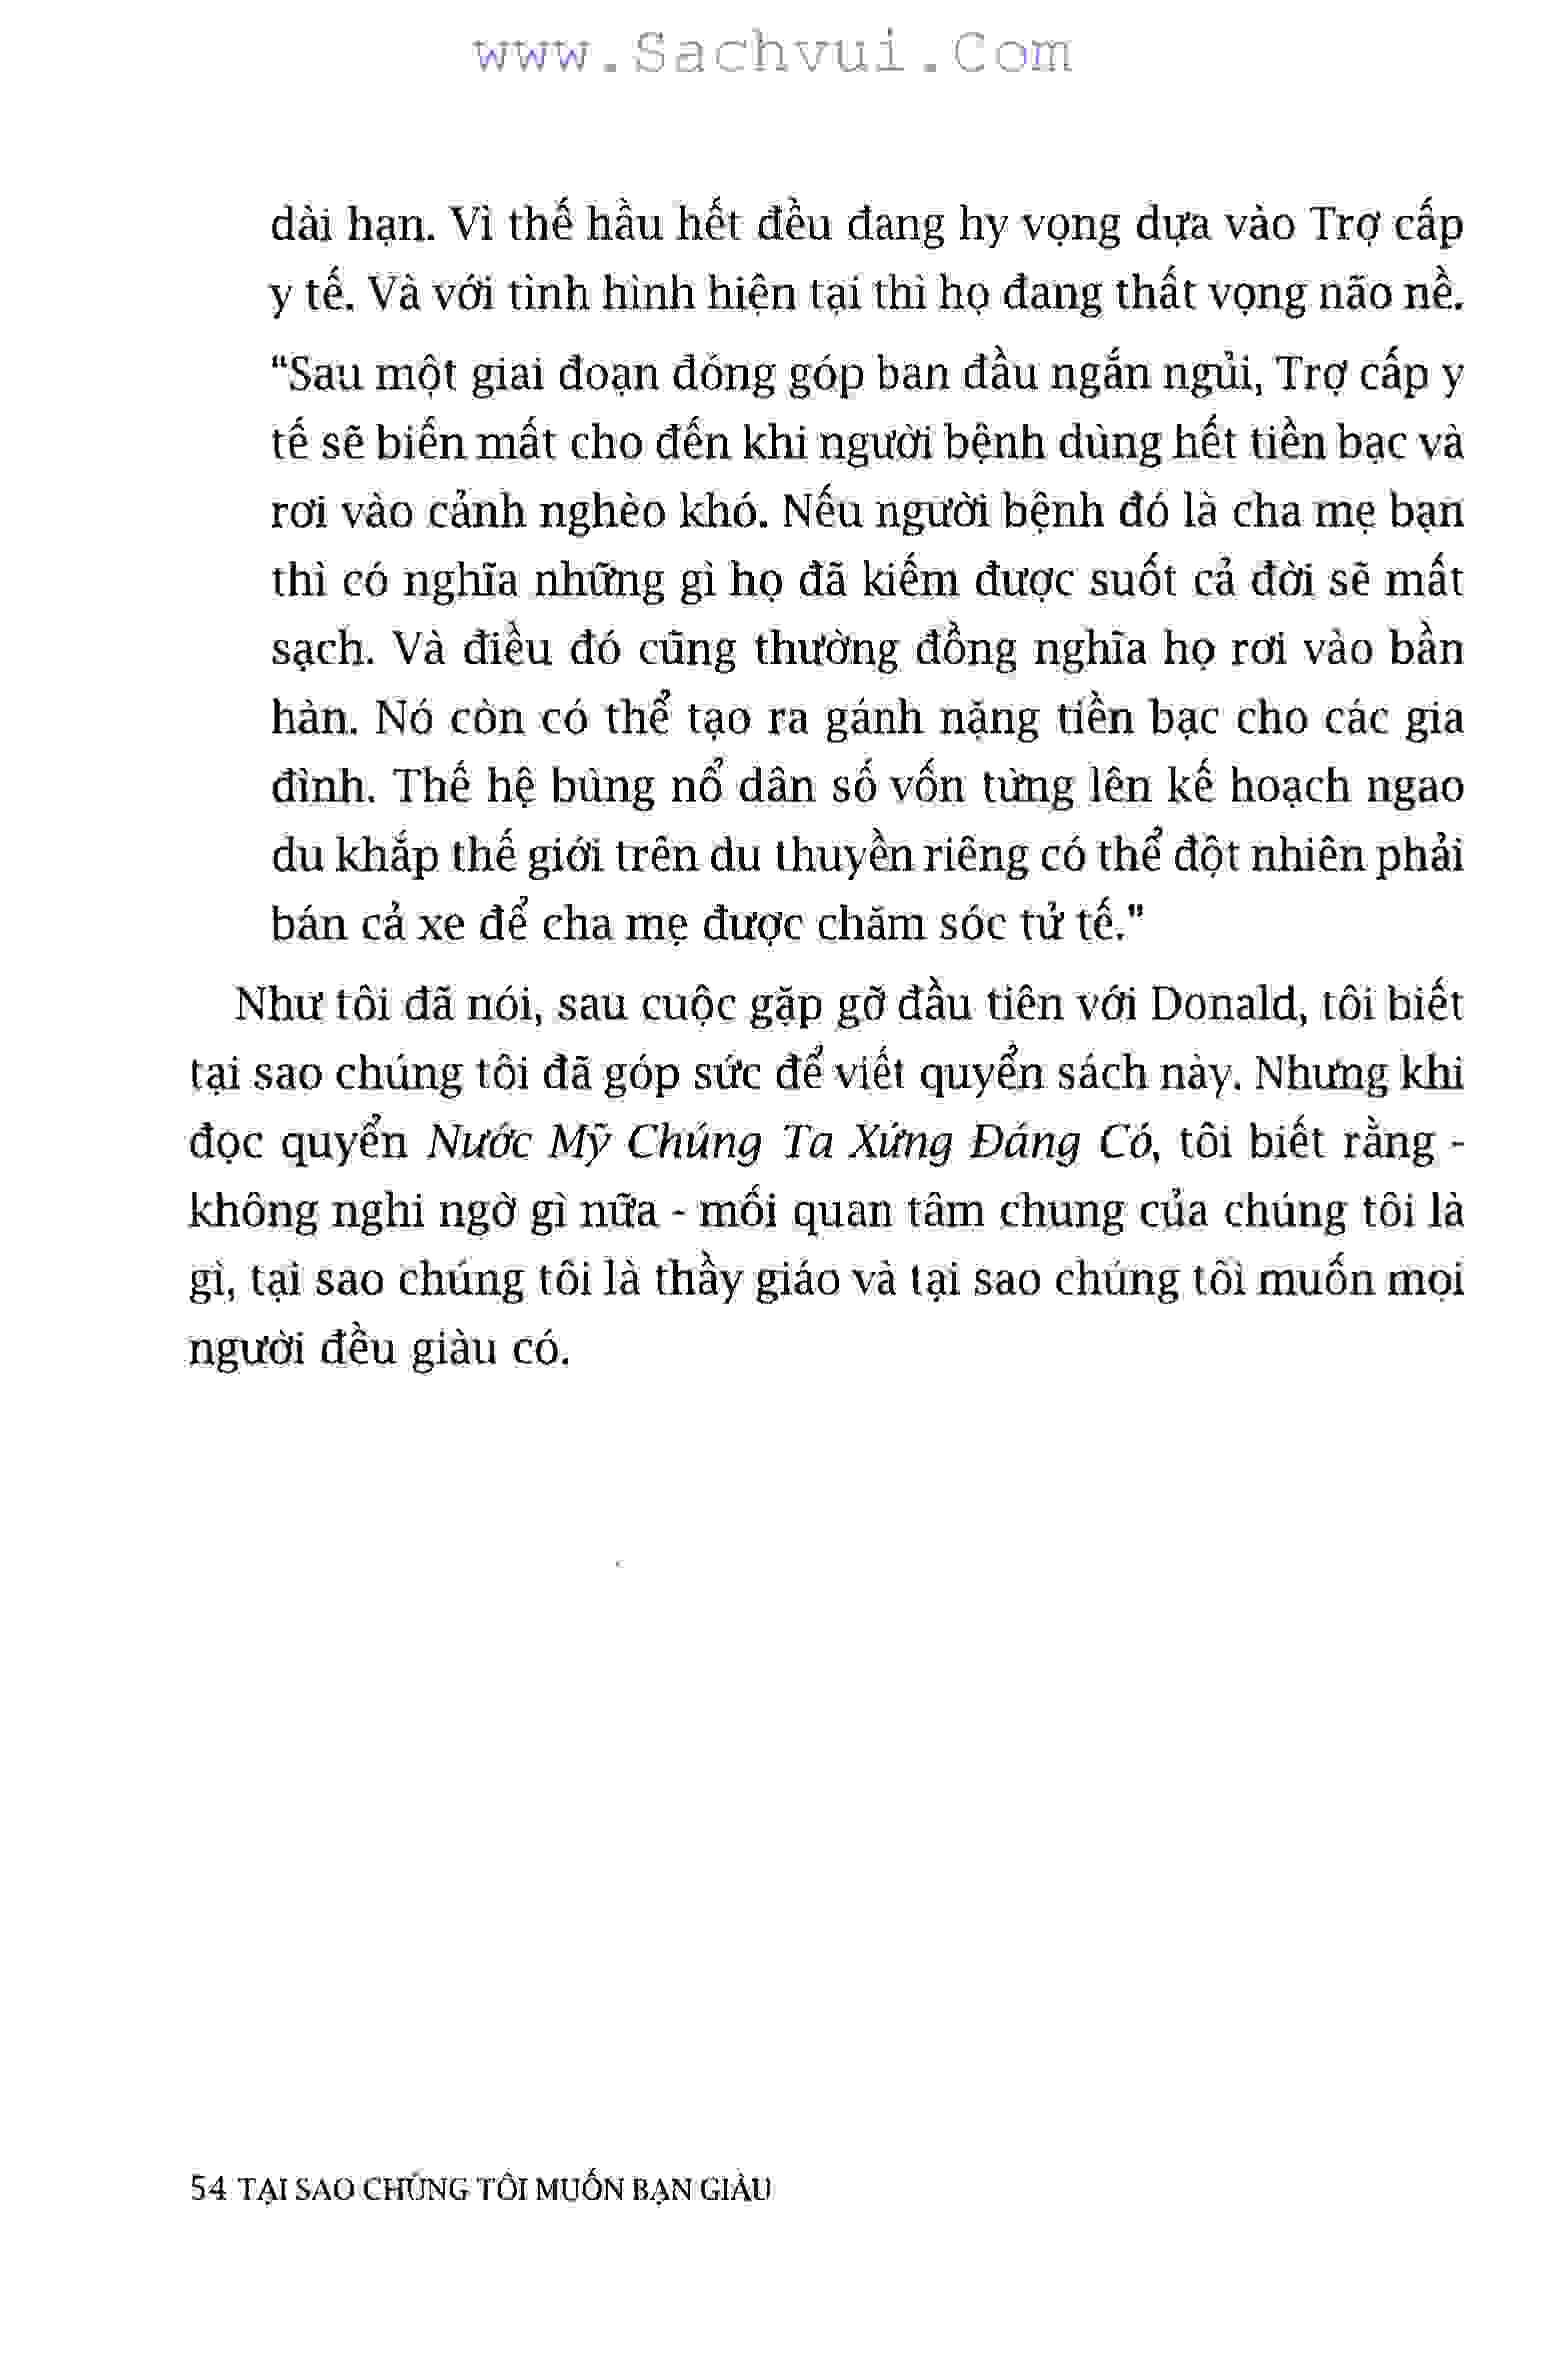 www.Sachvui.Com
dài hạn. Vì thế hầu hết đều đang hy vọng dựa vào Trợ cấp
y tế. Và với tình hình hiện tại thì họ đang thất vọng não nề.
“Sau một giai đoạn đóng góp ban đầu ngắn ngủi, Trợ cấp y
tế sẽ biến mất cho đến khi người bệnh dùng hết tiền bạc và
rơi vào cảnh nghèo khó. Nếu người bệnh đó là cha mẹ bạn
thì có nghĩa những gì họ đã kiếm được suốt cả đời sẽ mất
sạch. Và điều đó cũng thường đồng nghĩa họ rơi vào bần
hàn. Nó còn có thể tạo ra gánh nặng tiền bạc cho các gia
đình. Thế hệ bùng nổ dân số vốn từng lên kế hoạch ngao
du khắp thế giới trên du thuyền riêng có thể đột nhiên phải
bán cả xe để cha mẹ được chăm sóc tử tế."
Như tôi đã nói, sau cuộc gặp gỡ đầu tiên với Donald, tôi biết
tại sao chúng tôi đã góp sức để viết quyển sách này. Nhưng khi
đọc quyển Nước Mỹ Chúng Ta Xứng Đáng Có, tôi biết rằng -
không nghi ngờ gì nữa - mối quan tâm chung của chúng tôi là
gì, tại sao chúng tôi là thầy giáo và tại sao chúng tôi muốn mọi
người đều giàu có.
54 TẠI SAO CHÚNG TÔI MUỐN BẠN GIÀU